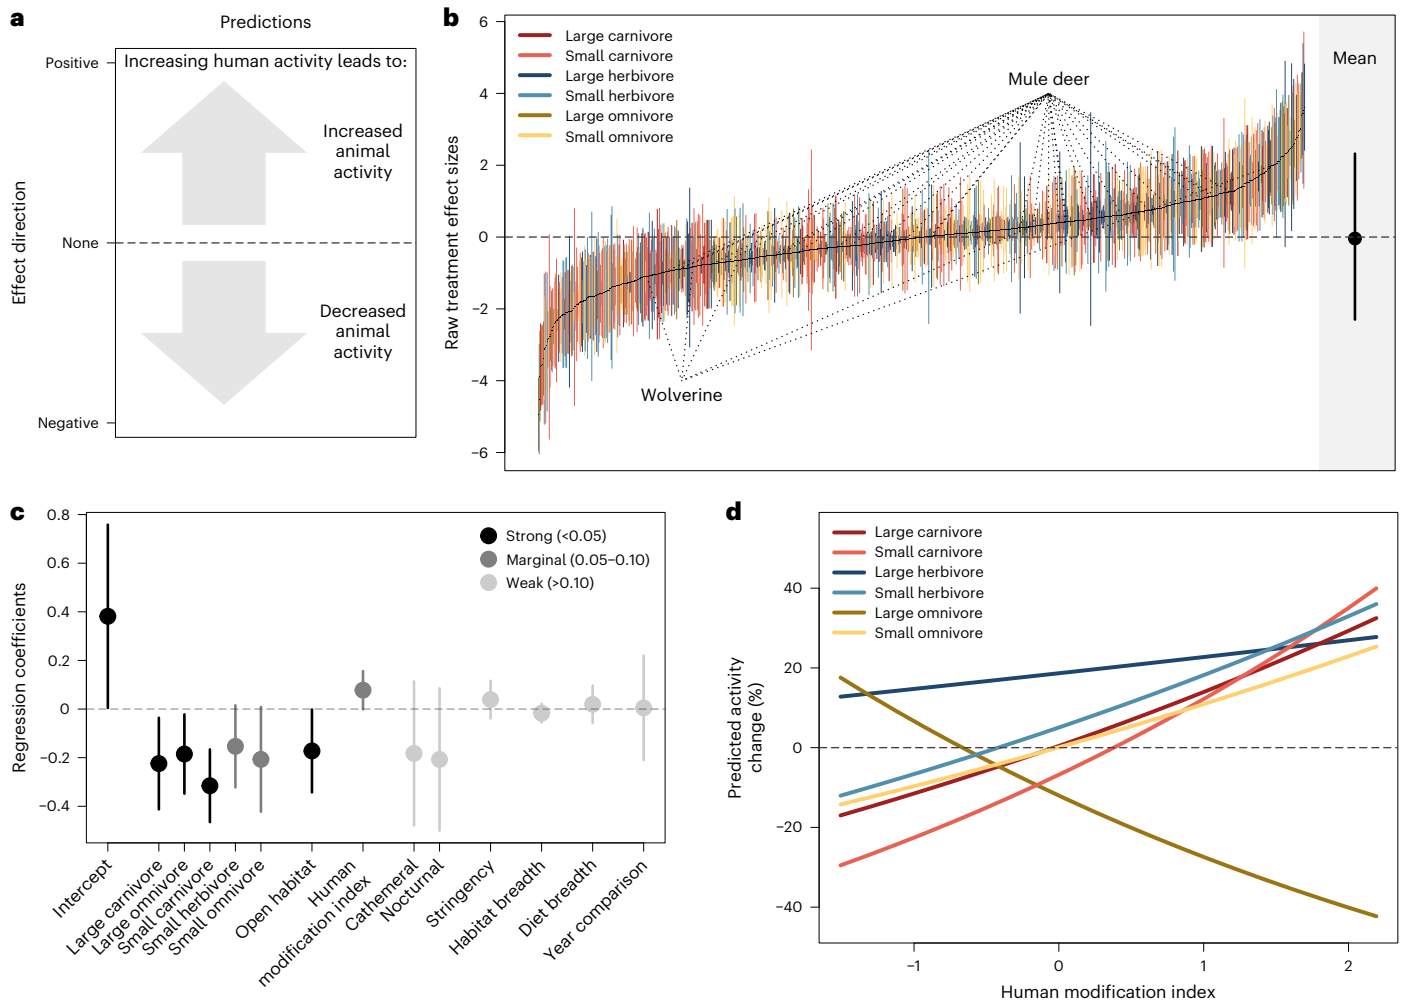 a
Predictions
Increasing human activity leads to:
Positive
None
Negative
Effect direction
Increased
animal
activity
Decreased
animal
activity
b
Raw treatment effect sizes
6
4
2
0
−2
−4
−6
Large carnivore
Small carnivore
Large herbivore
Small herbivore
Large omnivore
Small omnivore
Mule deer
Wolverine
Mean
c
Regression coefficients
0.8
0.6
0.4
0.2
0
−0.2
−0.4
Strong (<0.05)
Marginal (0.05–0.10)
Weak (>0.10)
Intercept
Large carnivore
Large omnivore
Small carnivore
Small herbivore
Small omnivore
Open habitat
Human
modification index
Cathemeral
Nocturnal
Stringency
Habitat breadth
Diet breadth
Year comparison
d
Predicted activity
change (%)
40
20
0
−20
−40
Large carnivore
Small carnivore
Large herbivore
Small herbivore
Large omnivore
Small omnivore
−1
0
1
2
Human modification index